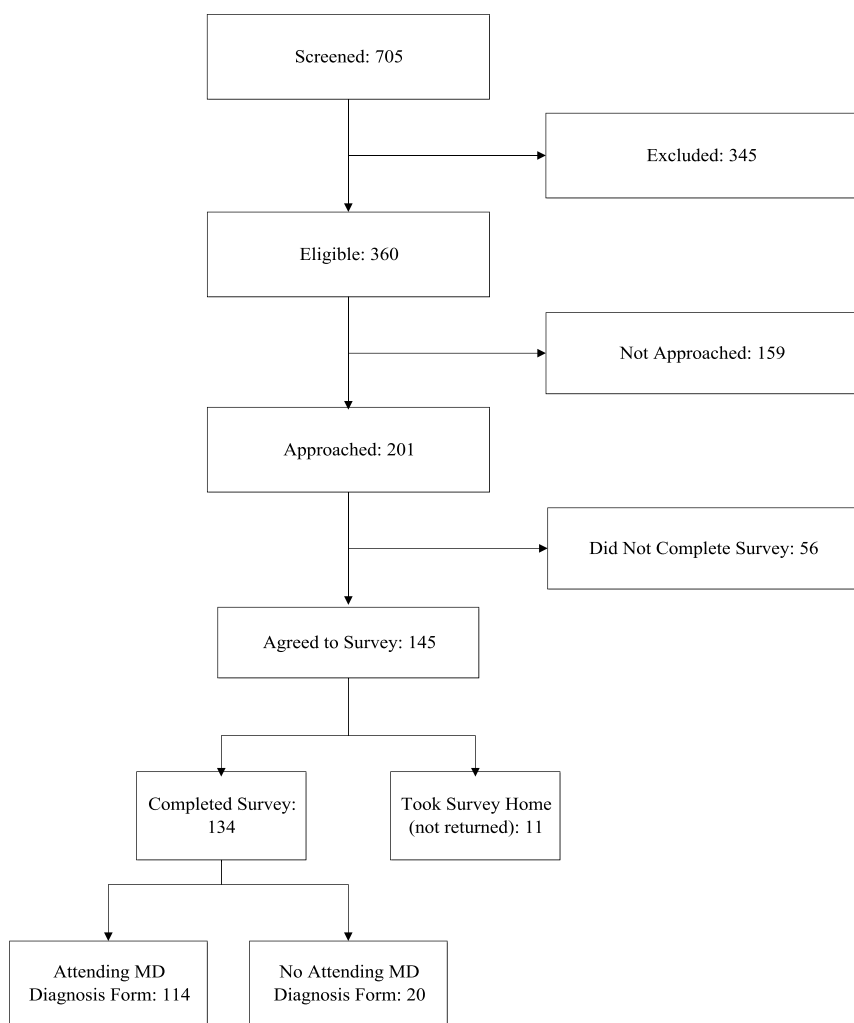 Screened: 705
Excluded: 345
Eligible: 360
Not Approached: 159
Approached: 201
Did Not Complete Survey: 56
Agreed to Survey: 145
Completed Survey:
134
Took Survey Home
(not returned): 11
Attending MD
Diagnosis Form: 114
No Attending MD
Diagnosis Form: 20